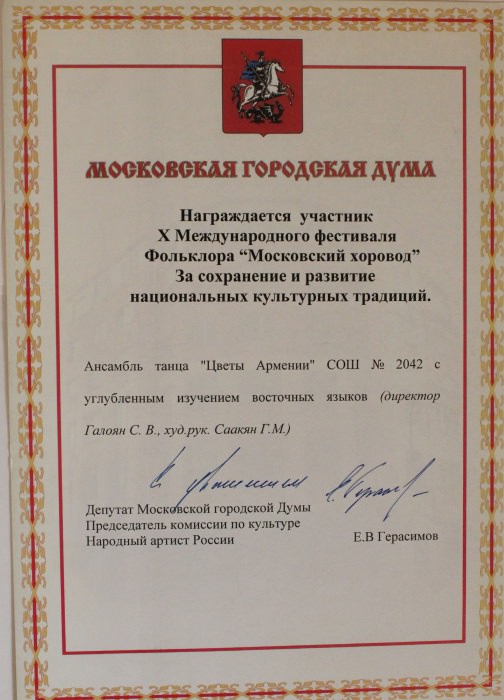 МОСКОВСКАЯ ГОРОДСКАЯ ДУМА
Награждается участник
X Международного фестиваля
Фольклора “Московский хоровод”
За сохранение и развитие
национальных культурных традиций.
Ансамбль танца "Цветы Армении" СОШ № 2042 с
углубленным изучением восточных языков (директор
Галоян С. В., худ.рук. Саакян Г.М.)
Депутат Московской городской Думы
Председатель комиссии по культуре
Народный артист России
Е.В Герасимов